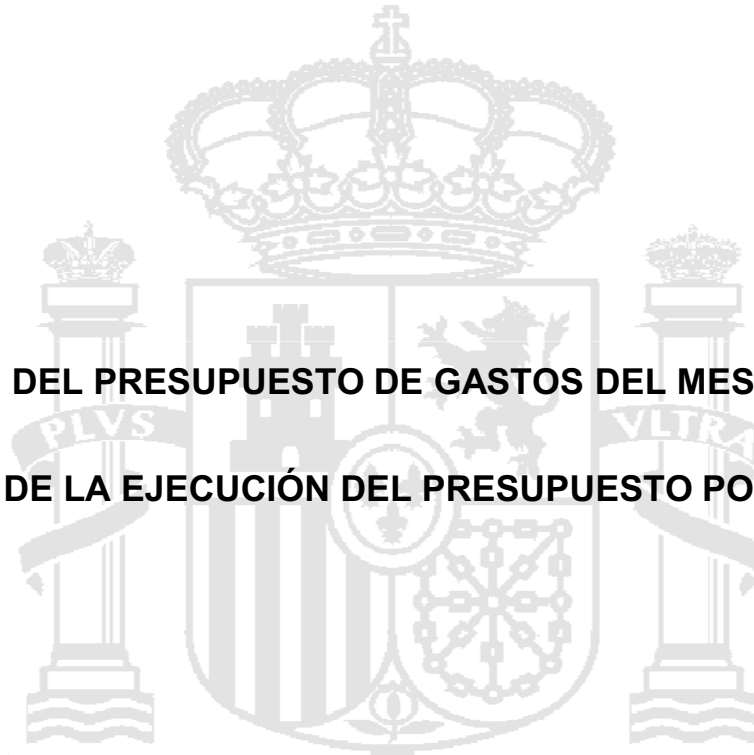 DEL PRESUPUESTO DE GASTOS DEL MES
PLVS VLTRA
DE LA EJECUCIÓN DEL PRESUPUESTO PO